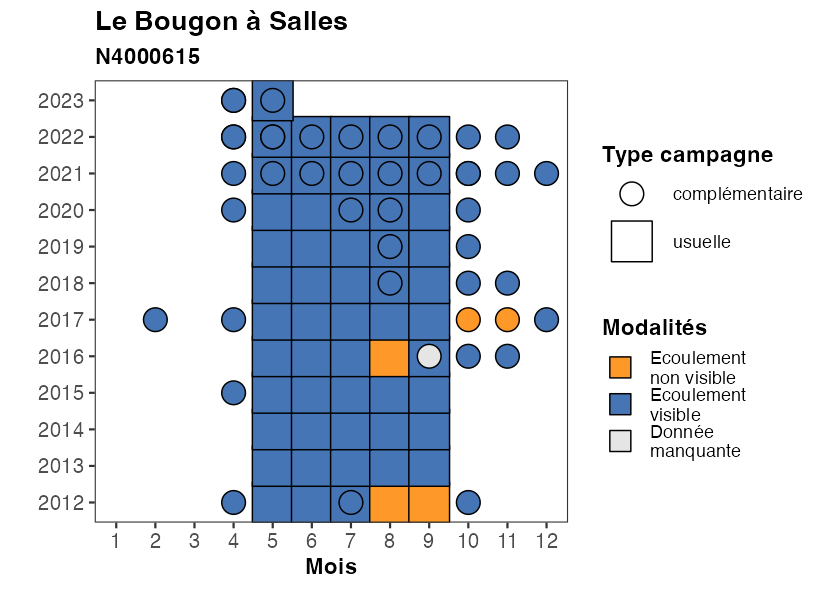 Le Bougon à Salles
N4000615
2023
2022
2021
2020
2019
2018
2017
2016
2015
2014
2013
2012
1 2 3 4 5 6 7 8 9 10 11 12
Mois
Type campagne
complémentaire
usuelle
Modalités
Ecoulement
non visible
Ecoulement
visible
Donnée
manquante